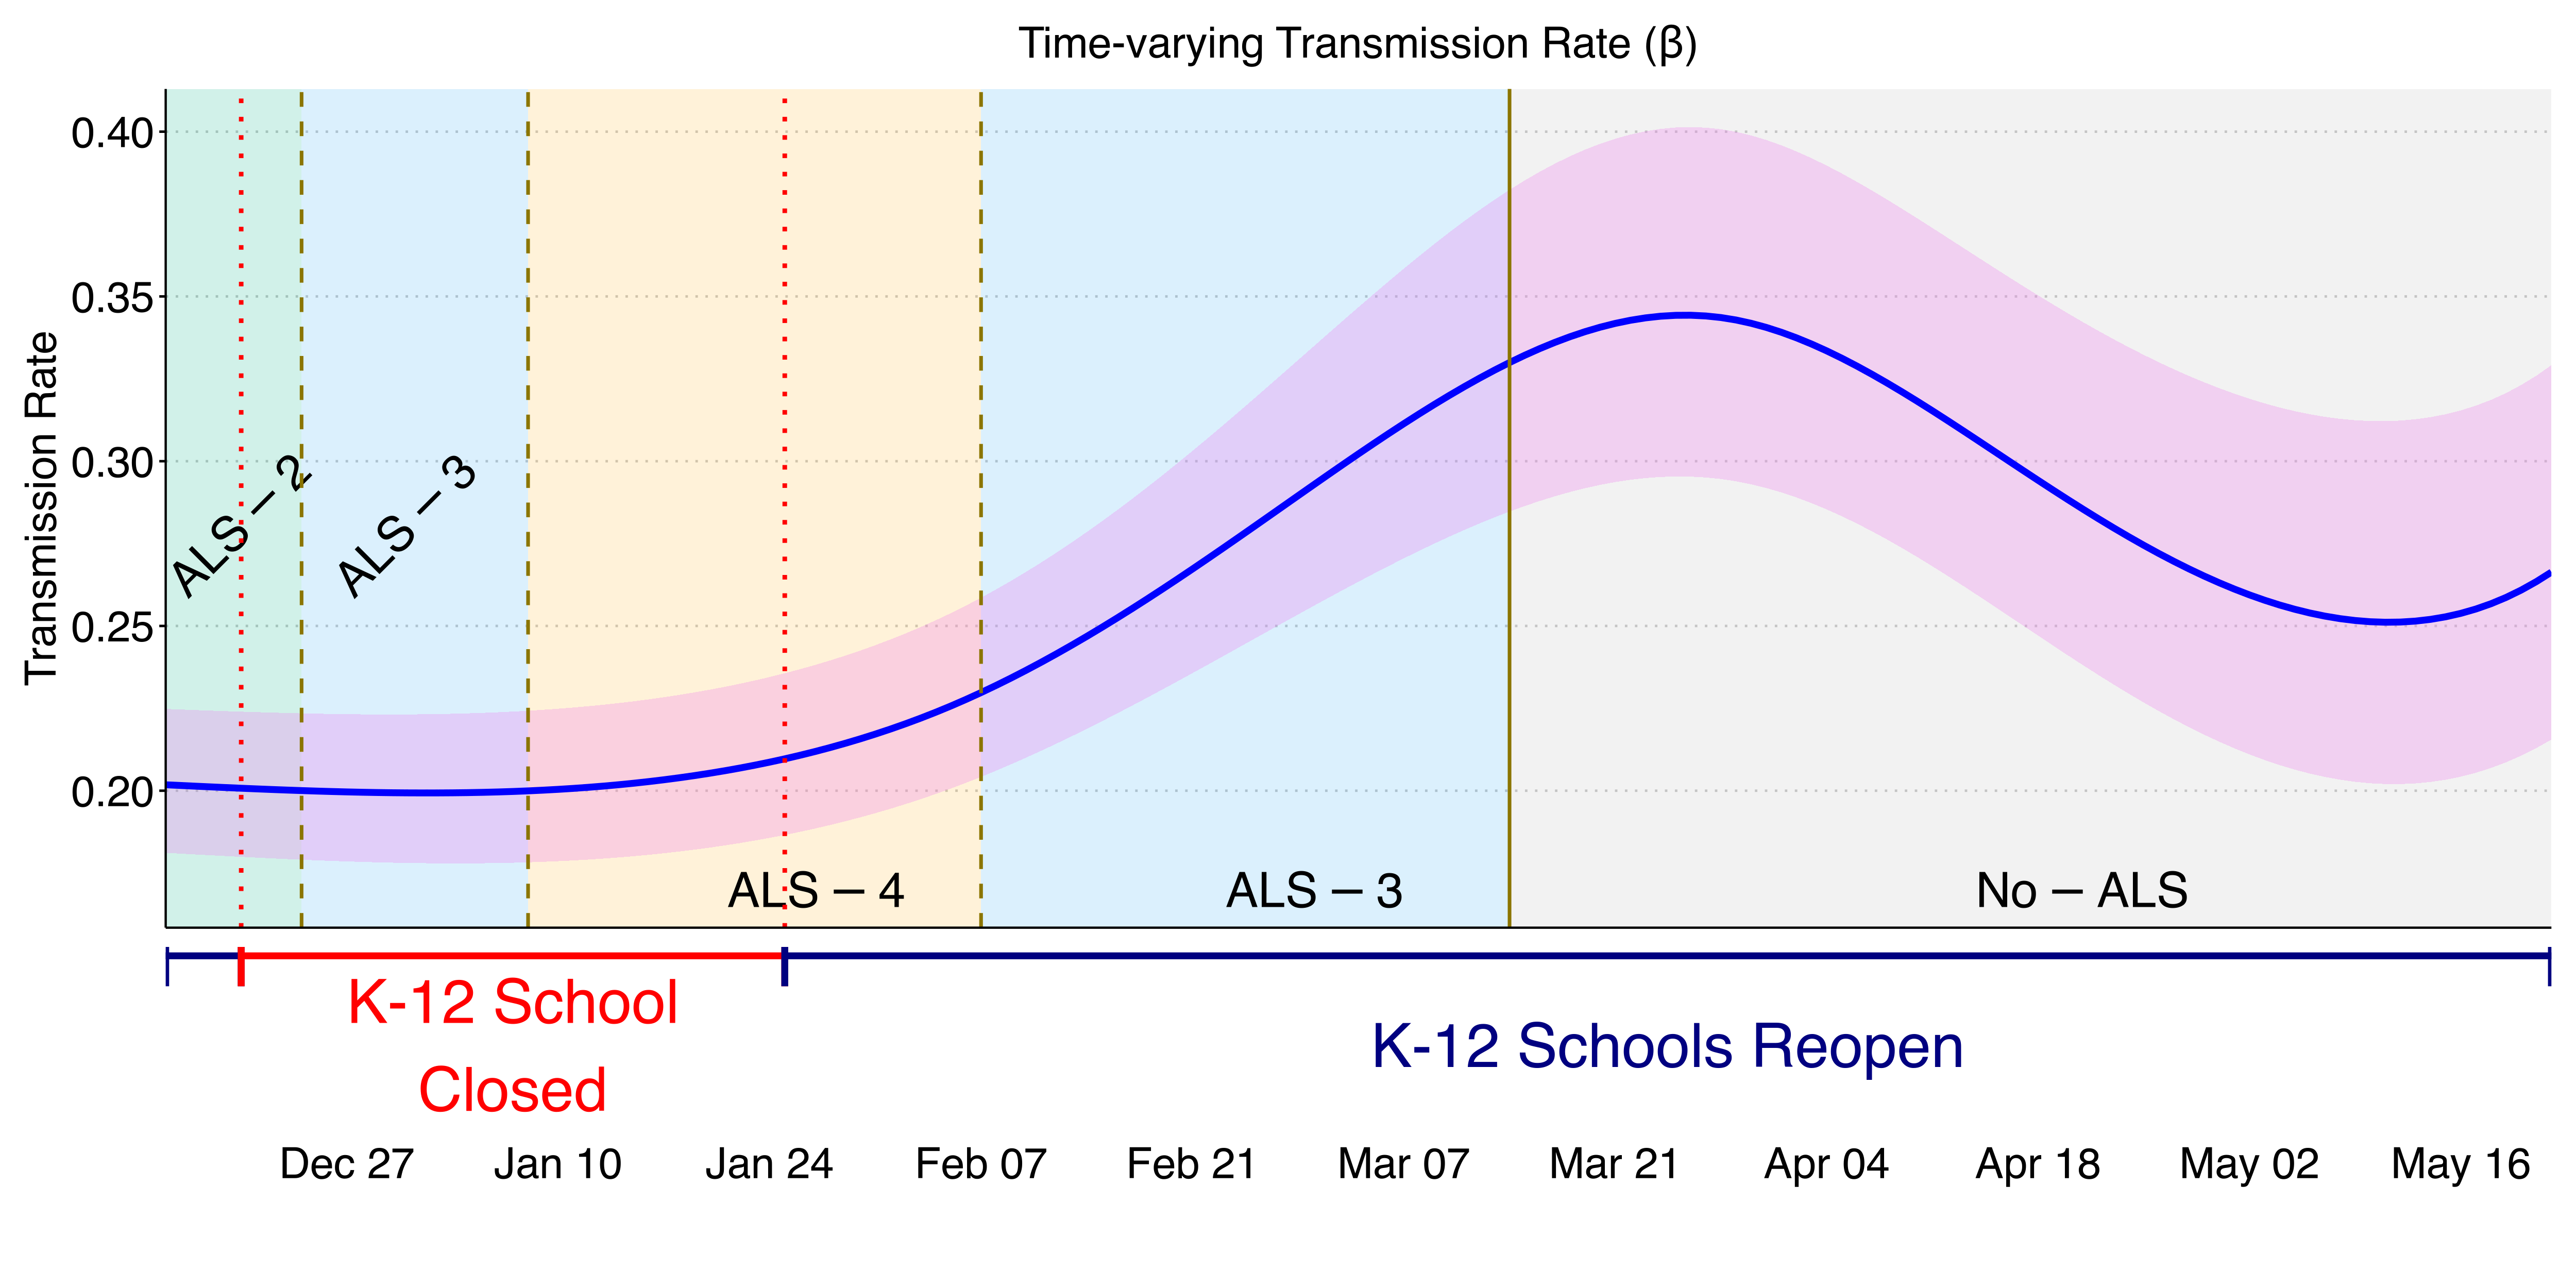 Time-varying Transmission Rate (β)
Transmission Rate
0.40
0.35
0.30
0.25
0.20
ALS – 2
ALS – 3
ALS – 4
ALS – 3
No – ALS
K-12 School
Closed
K-12 Schools Reopen
Dec 27
Jan 10
Jan 24
Feb 07
Feb 21
Mar 07
Mar 21
Apr 04
Apr 18
May 02
May 16